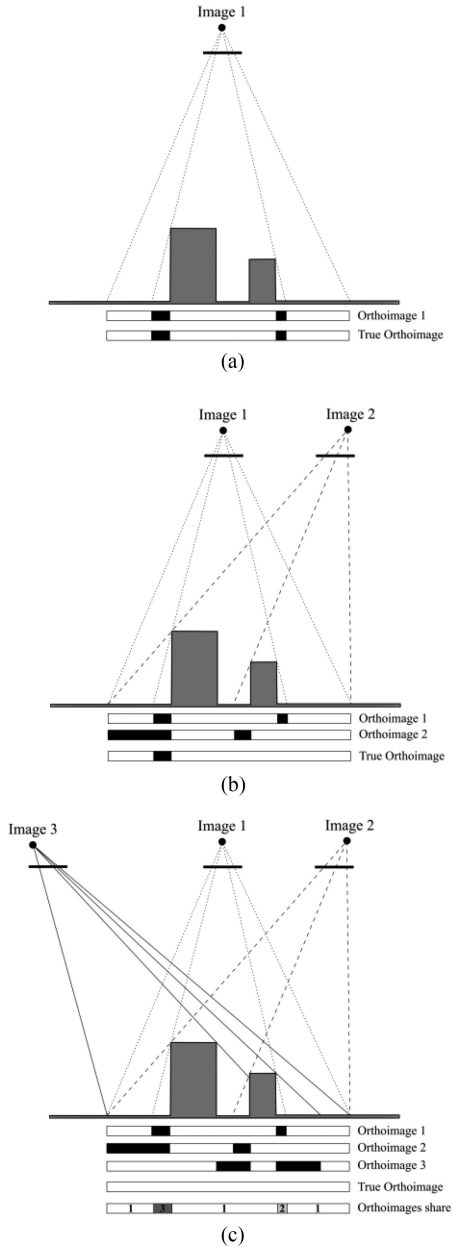 Image 1
Orthoimage 1
True Orthoimage
(a)
Image 1 Image 2
Orthoimage 1
Orthoimage 2
True Orthoimage
(b)
Image 3 Image 1 Image 2
Orthoimage 1
Orthoimage 2
Orthoimage 3
True Orthoimage
1 3 1 2 1 Orthoimages share
(c)